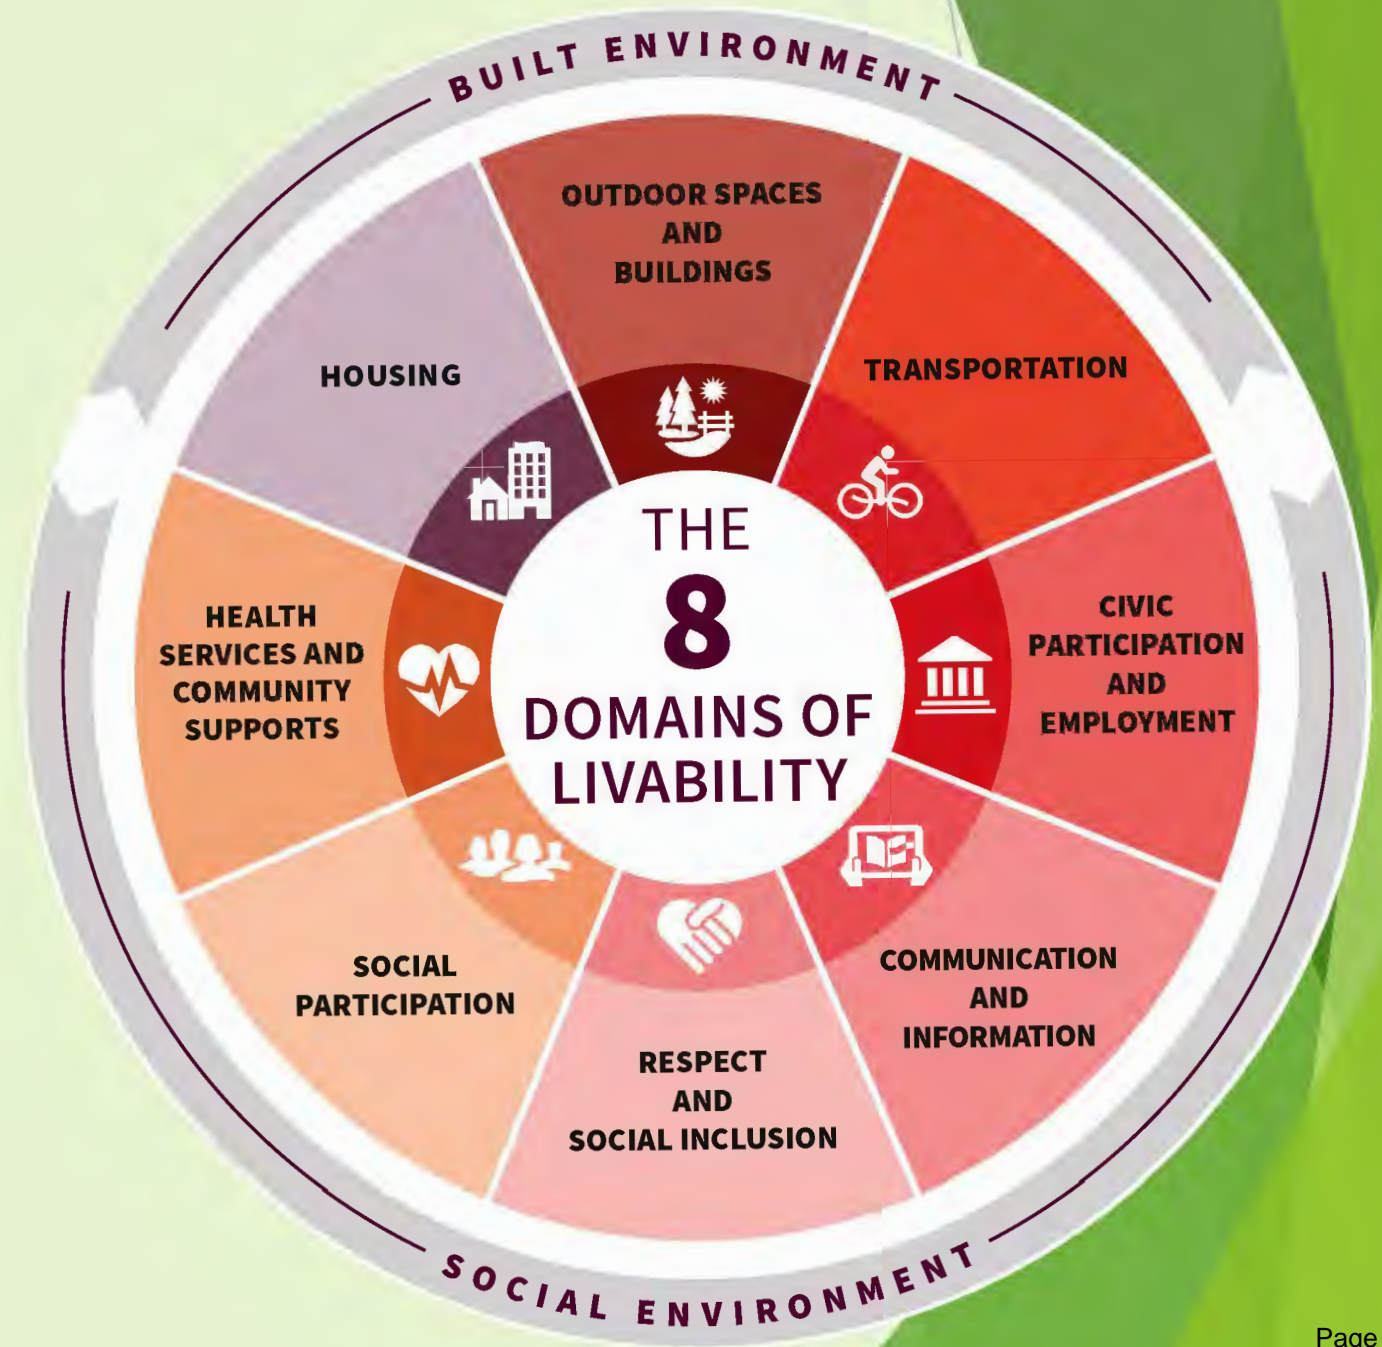 BUILT ENVIRONMENT
OUTDOOR SPACES
AND
BUILDINGS
TRANSPORTATION
HOUSING
CIVIC
PARTICIPATION
AND
EMPLOYMENT
HEALTH
SERVICES AND
COMMUNITY
SUPPORTS
THE
8
DOMAINS OF
LIVABILITY
COMMUNICATION
AND
INFORMATION
SOCIAL
PARTICIPATION
RESPECT
AND
SOCIAL INCLUSION
SOCIAL ENVIRONMENT
Page